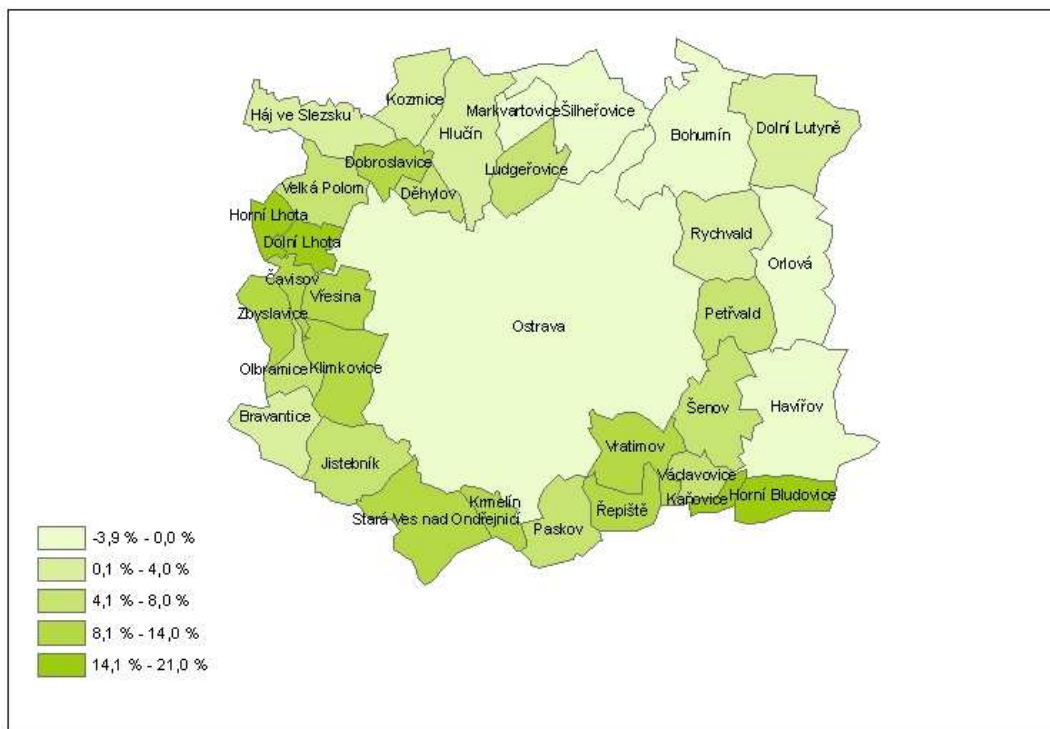 Kozmice
Háj ve Slezsku
Markvartovice
Šilheřovice
Hlučín
Bohumín
Dolní Lutyně
Dobroslavice
Ludgeřovice
Velká Polom
Děhylov
Horní Lhota
Dolní Lhota
Rychvald
Orlová
Čavisov
Vřesina
Zbyslavice
Petřvald
Ostrava
Olbramice
Klimkovice
Bravantice
Šenov
Havířov
Vratimov
Jistebník
Václavovice
Kaňovice
Horní Bludovice
Krmelín
Stará Ves nad Ondřejnicí
Řepiště
Paskov
-3,9 % - 0,0 %
0,1 % - 4,0 %
4,1 % - 8,0 %
8,1 % - 14,0 %
14,1 % - 21,0 %